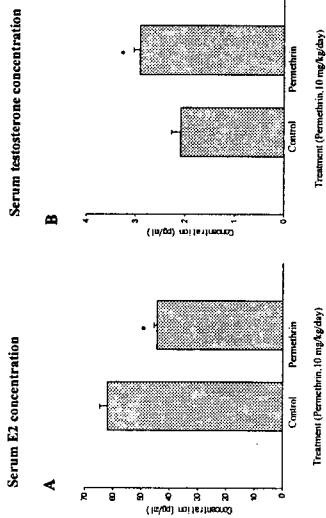 Serum E2 concentration
A
Concentration (pg/ml)
70
60
50
40
30
20
10
0
*
Control
Permethrin
Treatment (Permethrin, 10 mg/kg/day)
Serum testosterone concentration
B
Concentration (pg/ml)
4
3
2
1
0
*
Control
Permethrin
Treatment (Permethrin, 10 mg/kg/day)